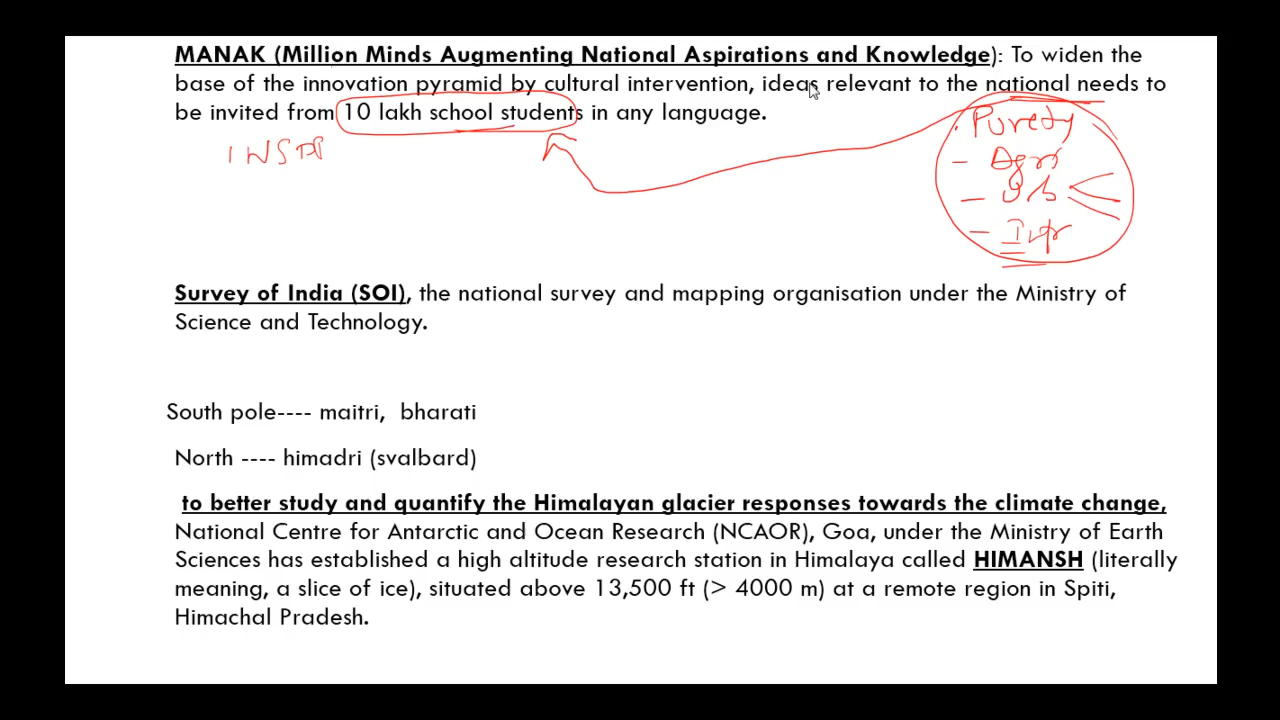 MANAK (Million Minds Augmenting National Aspirations and Knowledge): To widen the
base of the innovation pyramid by cultural intervention, ideas relevant to the national needs to
be invited from 10 lakh school students in any language.
Survey of India (SOI), the national survey and mapping organisation under the Ministry of
Science and Technology.
South pole---- maitri, bharati
North ---- himadri (svalbard)
to better study and quantify the Himalayan glacier responses towards the climate change,
National Centre for Antarctic and Ocean Research (NCAOR), Goa, under the Ministry of Earth
Sciences has established a high altitude research station in Himalaya called HIMANSH (literally
meaning, a slice of ice), situated above 13,500 ft (> 4000 m) at a remote region in Spiti,
Himachal Pradesh.